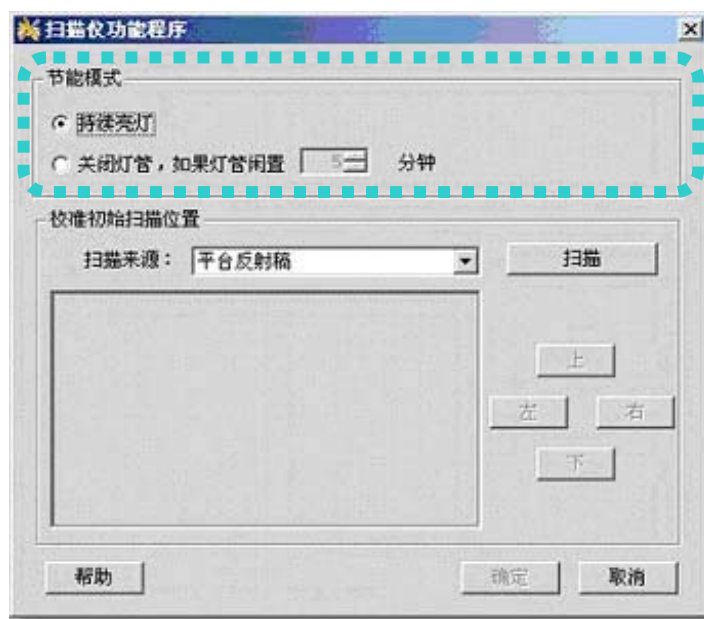 扫描仪功能程序
节能模式
持续亮灯
关闭灯管，如果灯管闲置 5 分钟
校准初始扫描位置
扫描来源： 平台反射稿 扫描
上
左 右
下
帮助 确定 取消